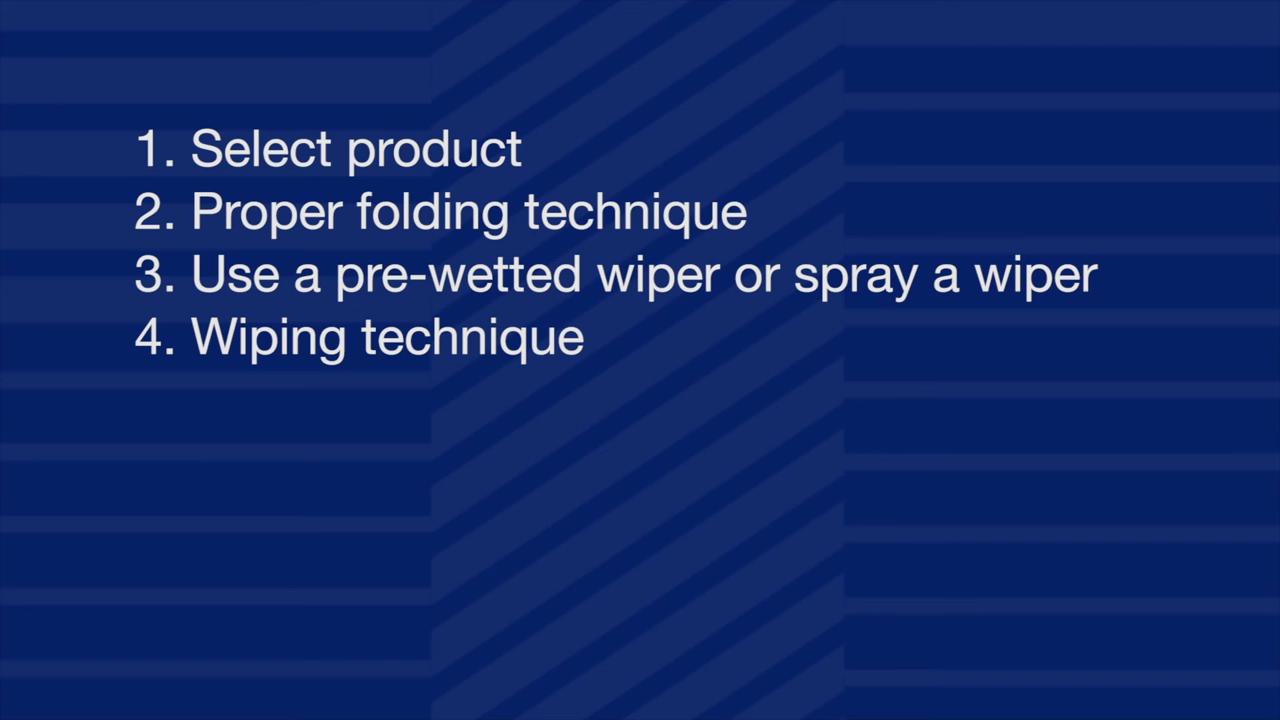 1. Select product
2. Proper folding technique
3. Use a pre-wetted wiper or spray a wiper
4. Wiping technique